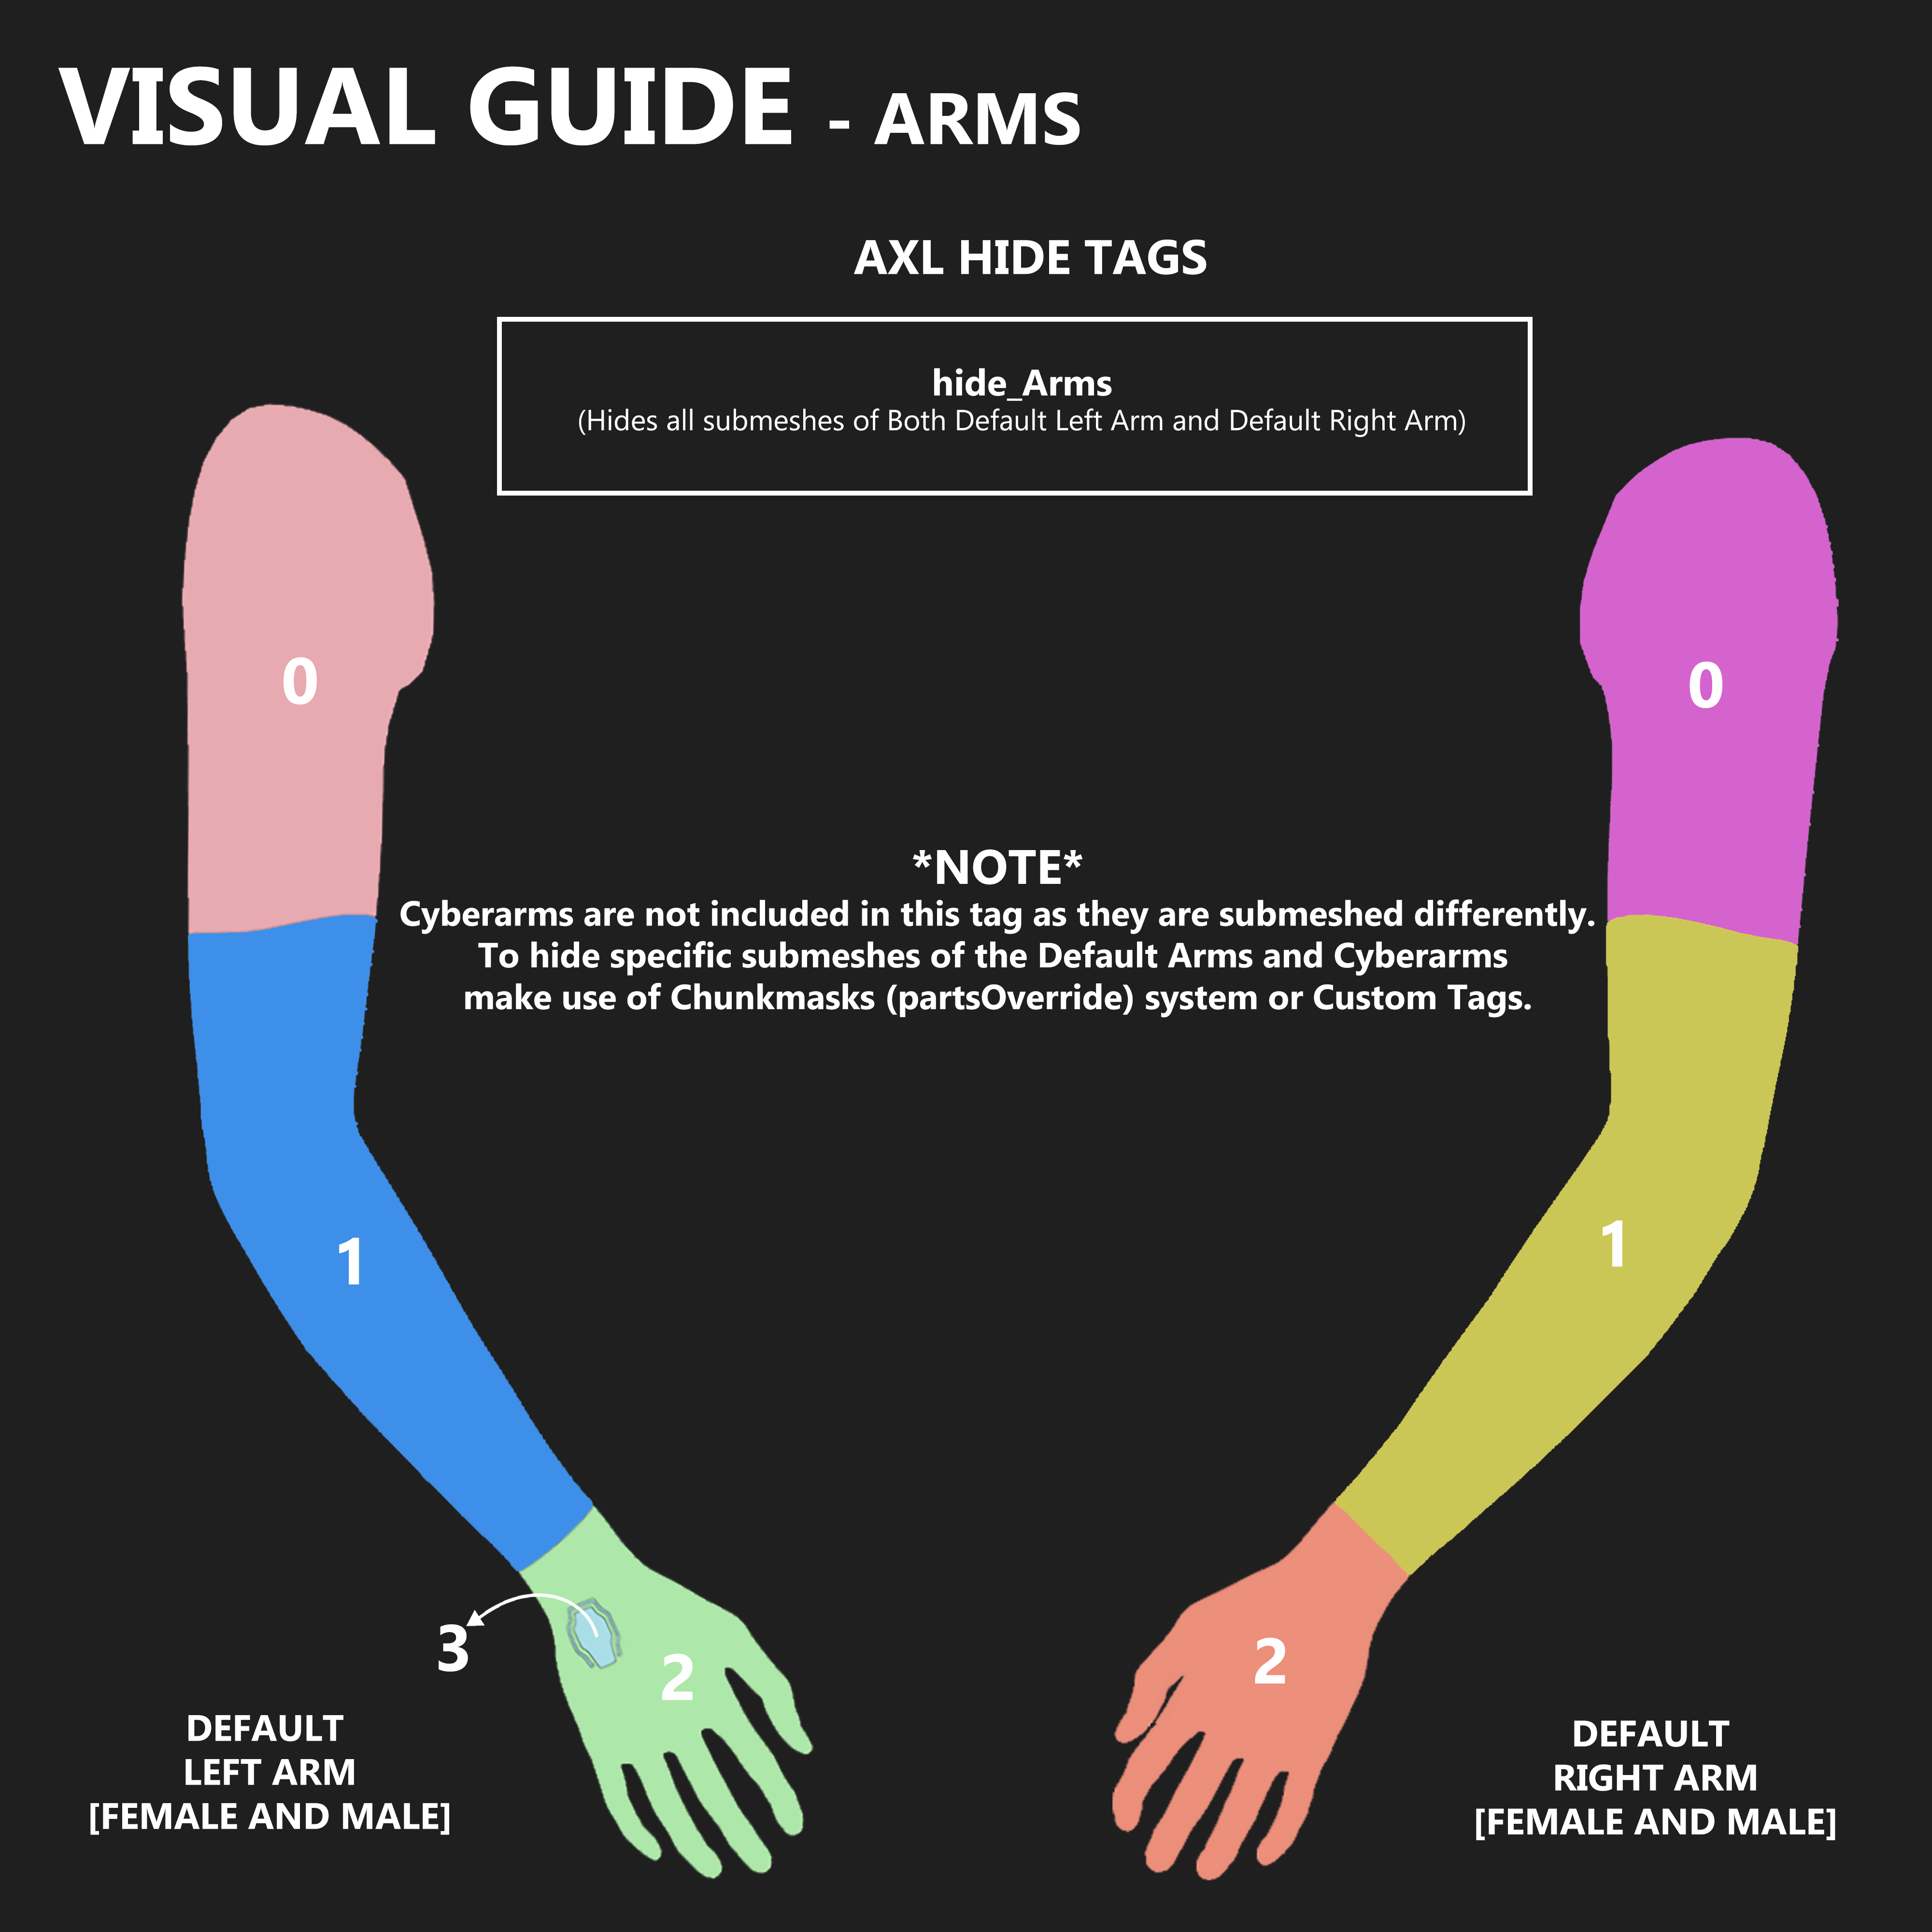 VISUAL GUIDE - ARMS
AXL HIDE TAGS
hide_Arms
(Hides all submeshes of Both Default Left Arm and Default Right Arm)
0
0
*NOTE*
Cyberarms are not included in this tag as they are submeshed differently.
To hide specific submeshes of the Default Arms and Cyberarms
make use of Chunkmasks (partsOverride) system or Custom Tags.
1
1
3
2
2
DEFAULT
LEFT ARM
[FEMALE AND MALE]
DEFAULT
RIGHT ARM
[FEMALE AND MALE]